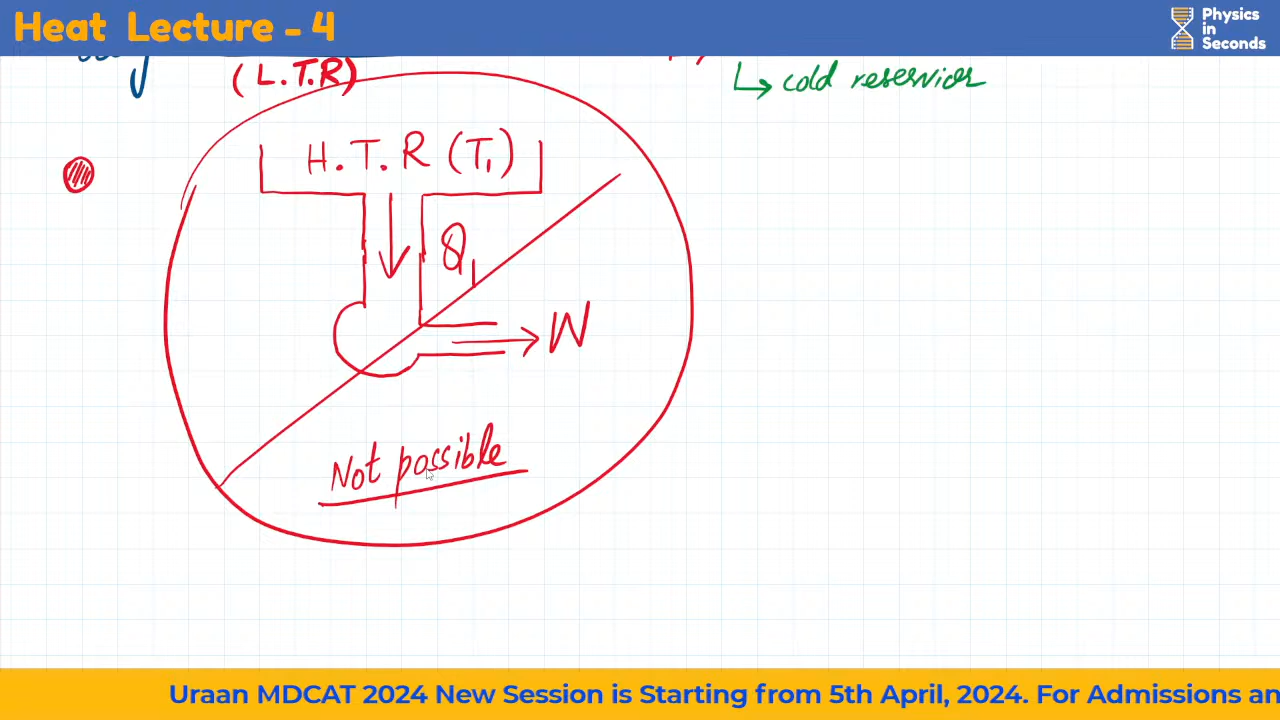 Heat Lecture - 4
Physics
in
Seconds
(L.T.R)
↳ cold reservior
H.T.R (T₁)
Q₁
W
Not possible
Uraan MDCAT 2024 New Session is Starting from 5th April, 2024. For Admissions an